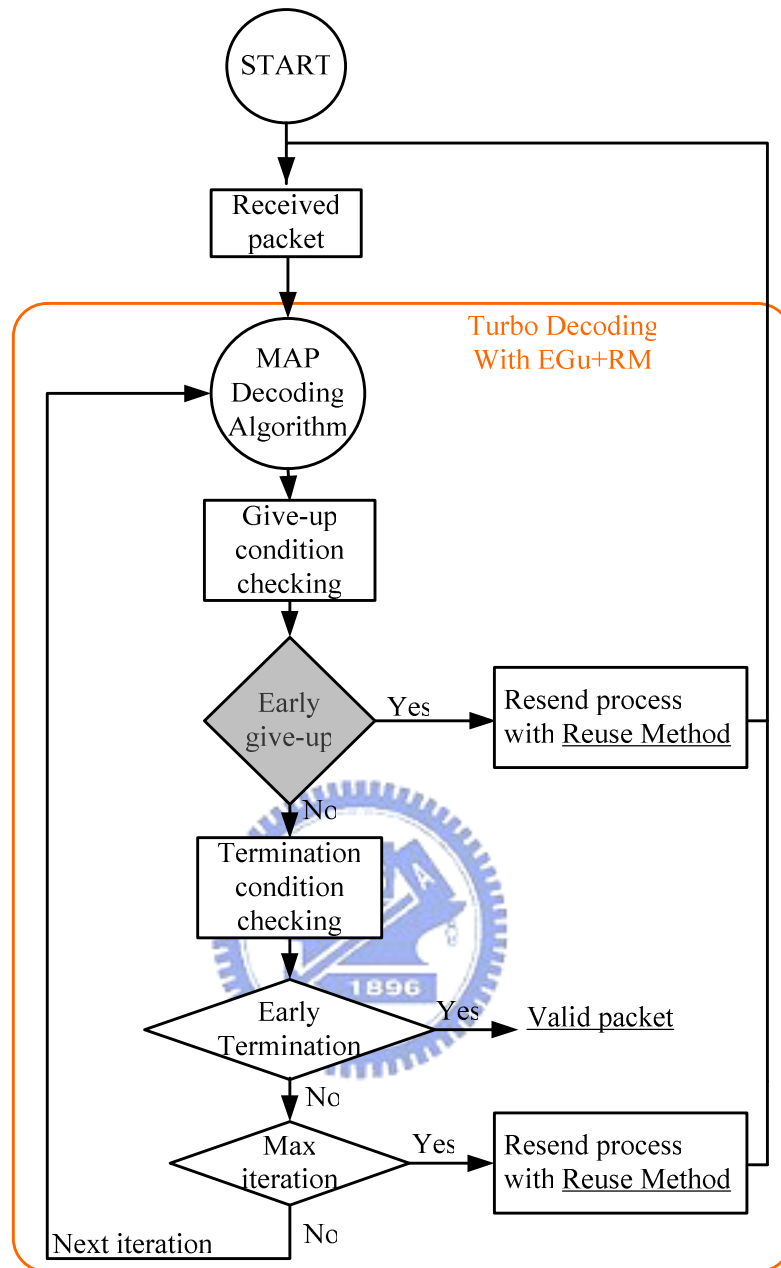 START
Received
packet
Turbo Decoding
With EGu+RM
MAP
Decoding
Algorithm
Give-up
condition
checking
Early
give-up
Yes
Resend process
with Reuse Method
No
Termination
condition
checking
A
1896
Early
Termination
Yes
Valid packet
No
Max
iteration
Yes
Resend process
with Reuse Method
No
Next iteration